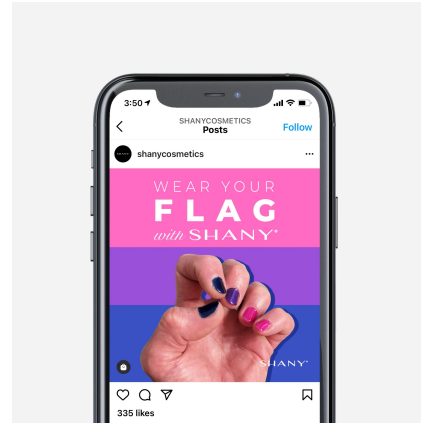 3:50
SHANYCOSMETICS
Posts
Follow
shanycosmetics
WEAR YOUR
FLAG
with SHANY®
SHANY®
335 likes